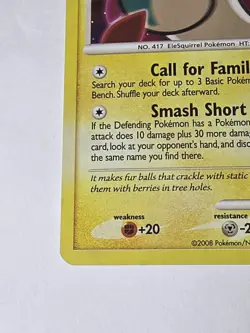 NO. 417 EleSquirrel Pokémon HT:
Call for Famil
Search your deck for up to 3 Basic Pokém
Bench. Shuffle your deck afterward.
Smash Short
If the Defending Pokémon has a Pokémon
attack does 10 damage plus 30 more damag
card, look at your opponent's hand, and disc
the same name you find there.
It makes fur balls that crackle with static
them with berries in tree holes.
weakness
resistance
+20
-2
©2008 Pokémon/N